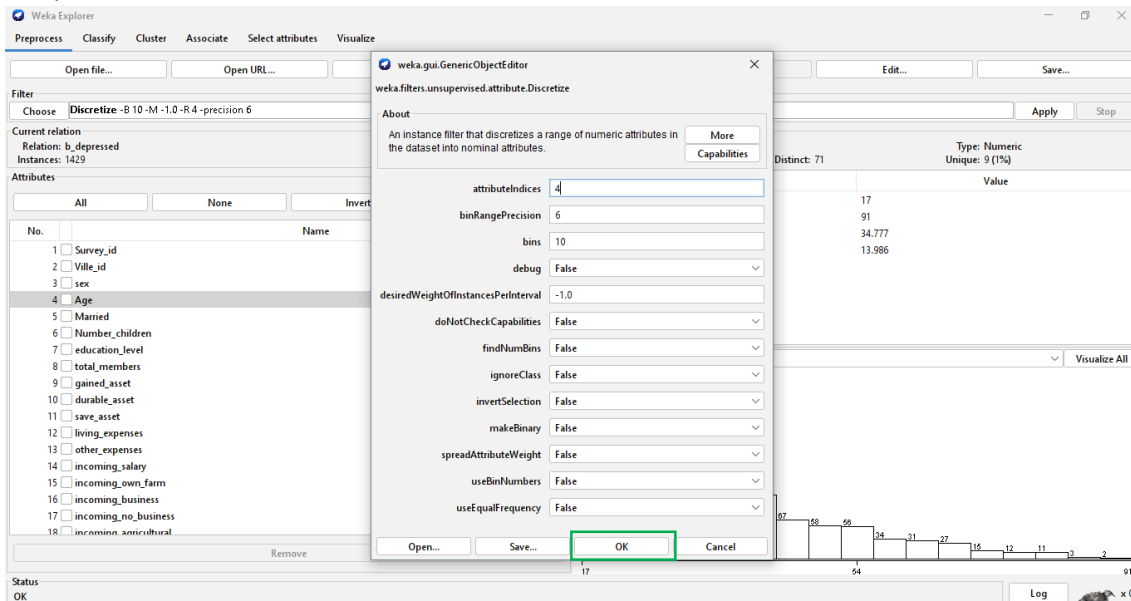 Weka Explorer
Preprocess Classify Cluster Associate Select attributes Visualize
Open file... Open URL... Edit... Save...
Filter
Choose Discretize -B 10 -M -1.0 -R 4 -precision 6 Apply Stop
Current relation
Relation: b_depressed
Instances: 1429
Attributes
All None Invert
No. Name
1 Survey_id
2 Ville_id
3 sex
4 Age
5 Married
6 Number_children
7 education_level
8 total_members
9 gained_asset
10 durable_asset
11 save_asset
12 living_expenses
13 other_expenses
14 incoming_salary
15 incoming_own_farm
16 incoming_business
17 incoming_no_business
18 incoming_agricultural
Remove
Status
OK
weka.gui.GenericObjectEditor
weka.filters.unsupervised.attribute.Discretize
About
An instance filter that discretizes a range of numeric attributes in
the dataset into nominal attributes.
More
Capabilities
attributeIndices 4
binRangePrecision 6
bins 10
debug False
desiredWeightOfInstancesPerInterval -1.0
doNotCheckCapabilities False
findNumBins False
ignoreClass False
invertSelection False
makeBinary False
spreadAttributeWeight False
useBinNumbers False
useEqualFrequency False
Open... Save... OK Cancel
Type: Numeric
Distinct: 71 Unique: 9 (1%)
Value
17
91
34.777
13.986
Visualize All
67 58 56 34 31 27 15 12 11 3 2
17 54 91
Log x